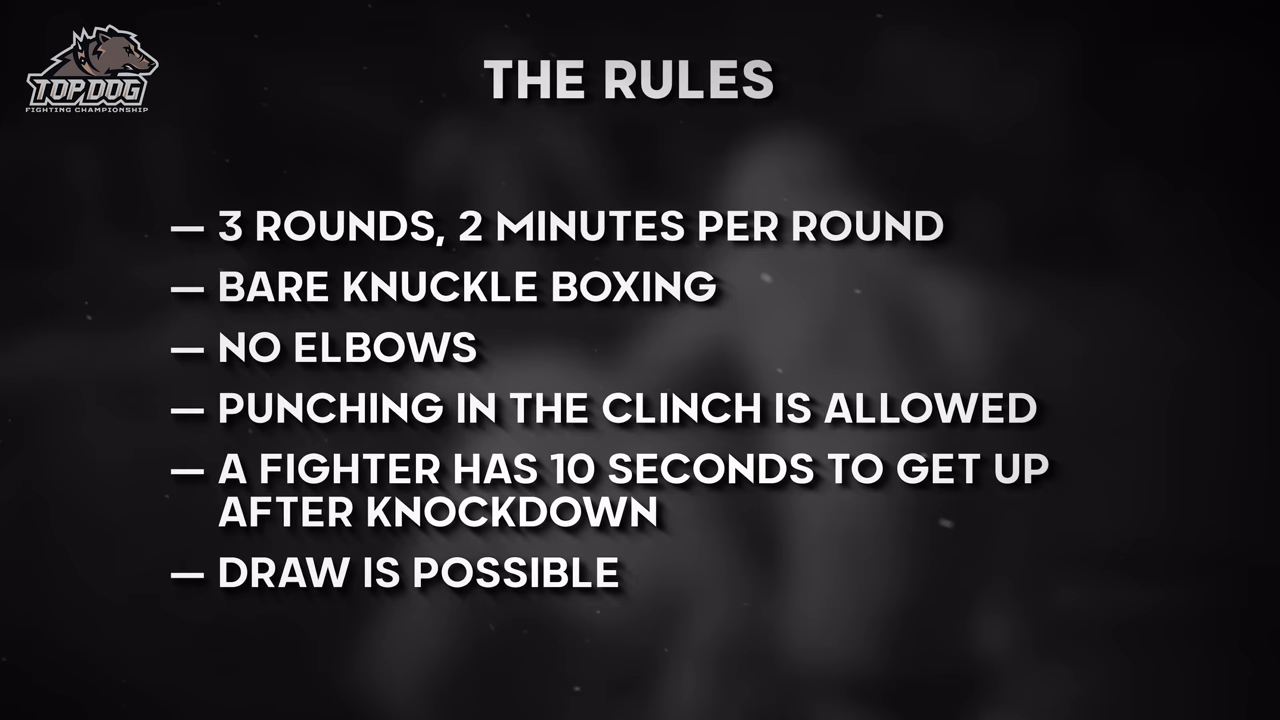 TOP DOG
FIGHTING CHAMPIONSHIP
THE RULES
— 3 ROUNDS, 2 MINUTES PER ROUND
— BARE KNUCKLE BOXING
— NO ELBOWS
— PUNCHING IN THE CLINCH IS ALLOWED
— A FIGHTER HAS 10 SECONDS TO GET UP
AFTER KNOCKDOWN
— DRAW IS POSSIBLE